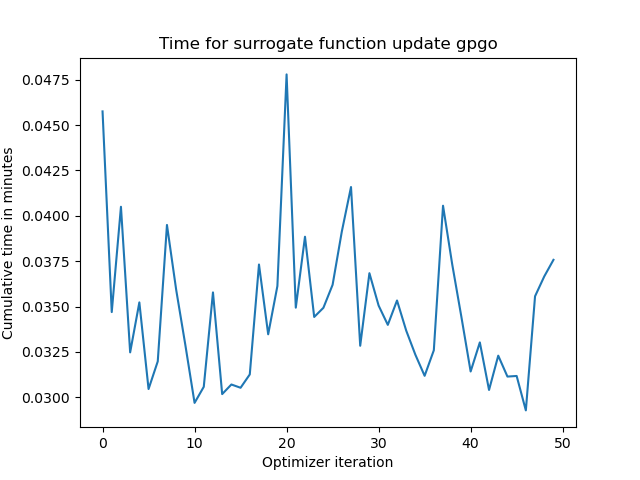 Time for surrogate function update gpgo
Cumulative time in minutes
0.0475
0.0450
0.0425
0.0400
0.0375
0.0350
0.0325
0.0300
0 10 20 30 40 50
Optimizer iteration